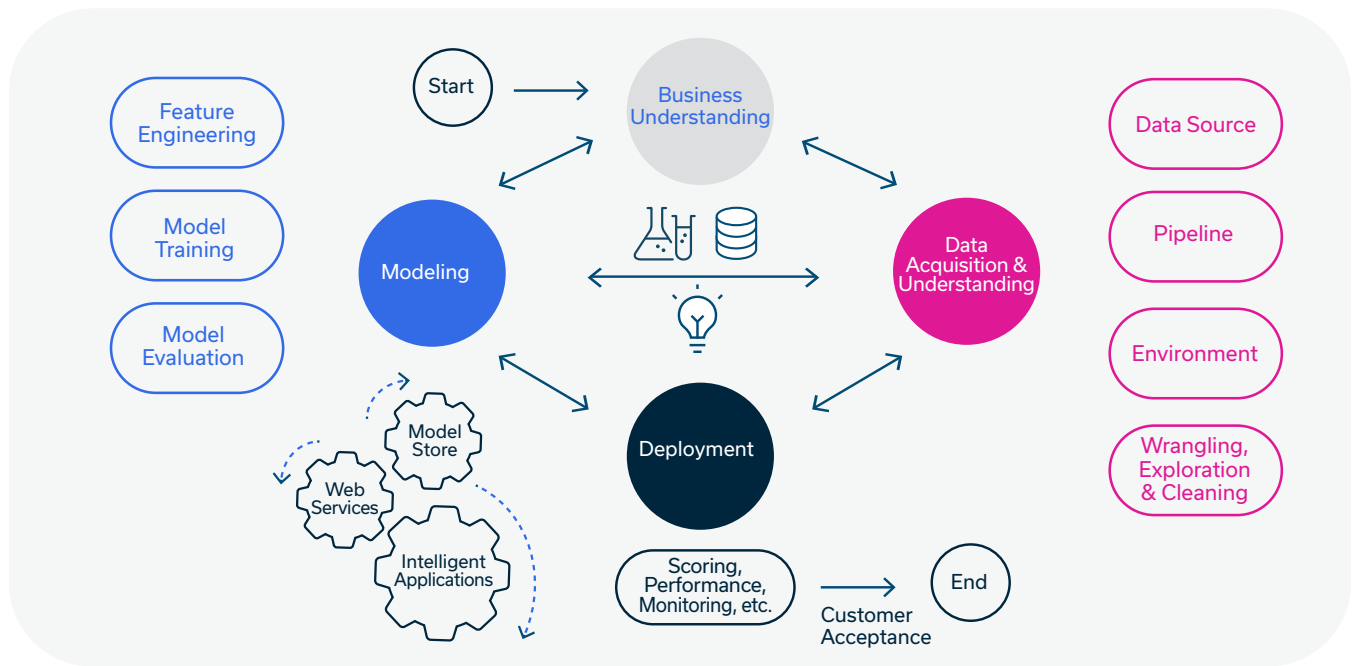 Start
Business
Understanding
Feature
Engineering
Model
Training
Model
Evaluation
Modeling
Data
Acquisition &
Understanding
Data Source
Pipeline
Environment
Wrangling,
Exploration
& Cleaning
Deployment
Model
Store
Web
Services
Intelligent
Applications
Scoring,
Performance,
Monitoring, etc.
Customer
Acceptance
End